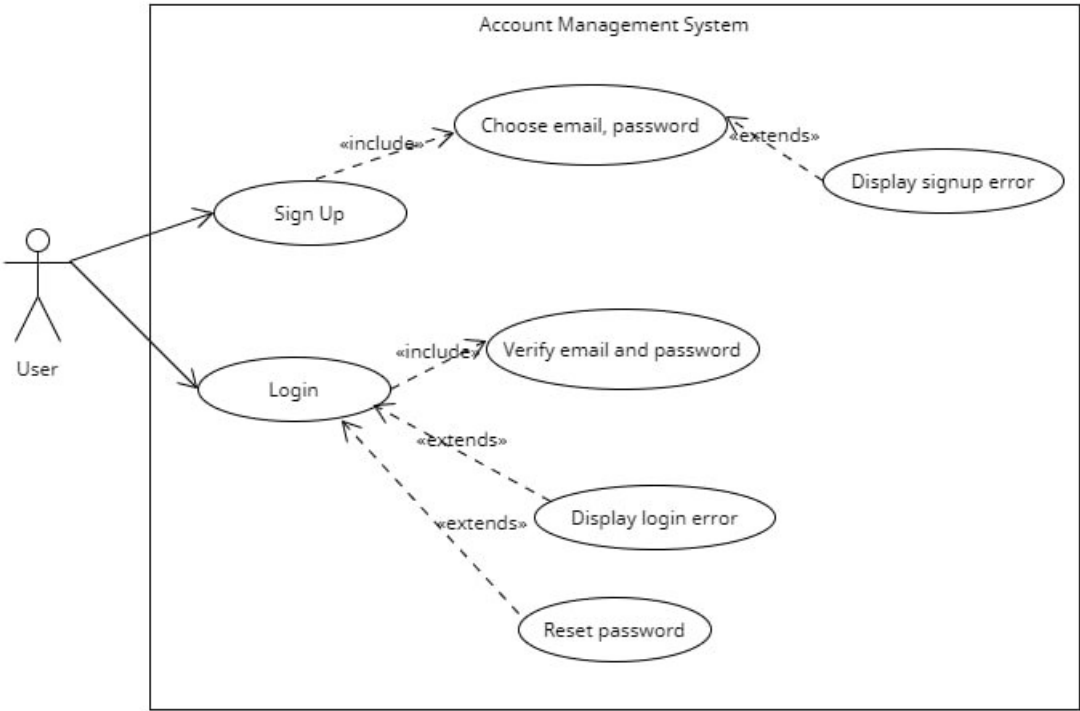 Account Management System
Choose email, password
«include»
«extends»
Display signup error
Sign Up
User
Verify email and password
«include»
Login
«extends»
Display login error
«extends»
Reset password